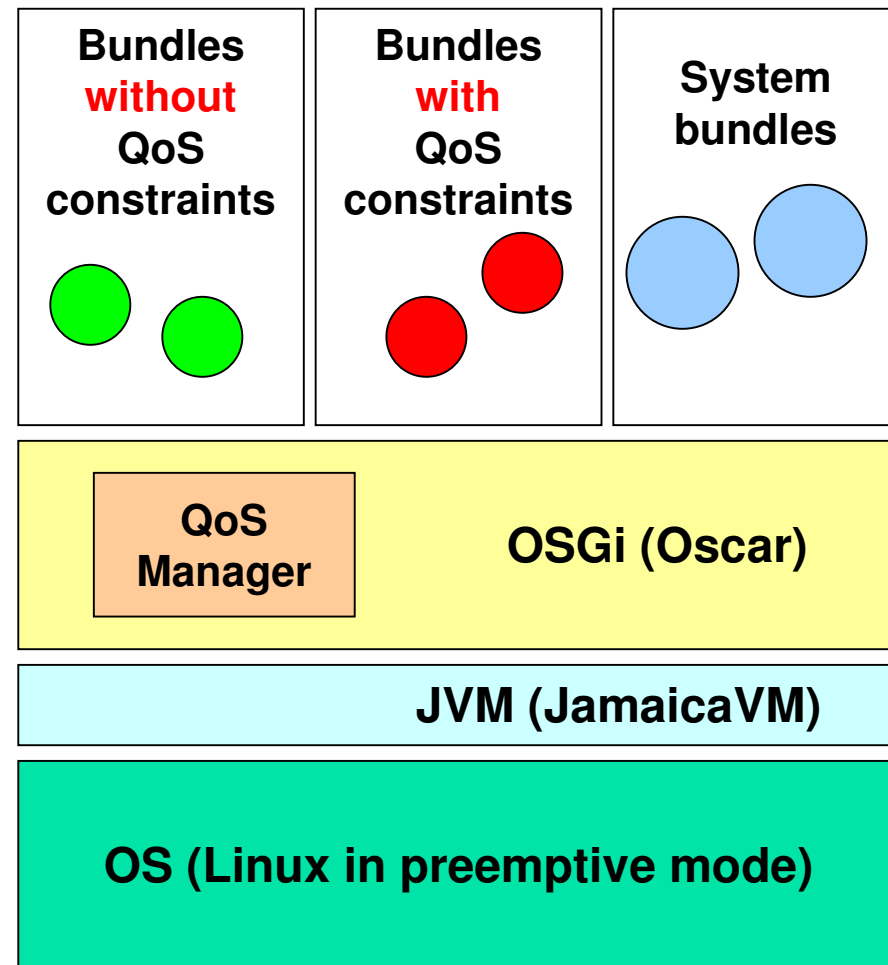 Bundles
without
QoS
constraints
Bundles
with
QoS
constraints
System
bundles
QoS
Manager
OSGi (Oscar)
JVM (JamaicaVM)
OS (Linux in preemptive mode)